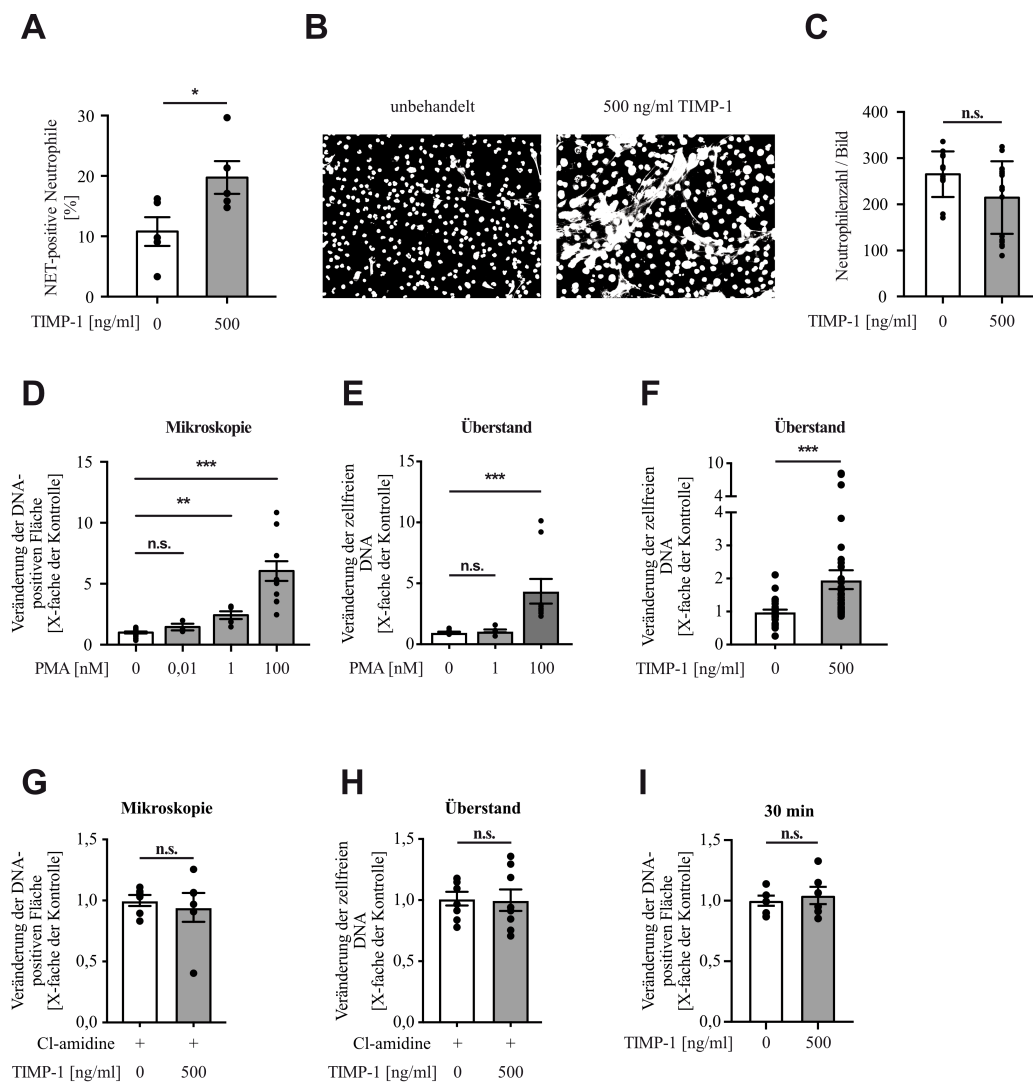 A
NET-positive Neutrophile
[%]
30
20
10
0
*
TIMP-1 [ng/ml]
0
500
B
unbehandelt
500 ng/ml TIMP-1
C
Neutrophilenzahl / Bild
400
300
200
100
0
n.s.
TIMP-1 [ng/ml]
0
500
D
Mikroskopie
Veränderung der DNA-
positiven Fläche
[X-fache der Kontrolle]
15
10
5
0
***
**
n.s.
PMA [nM]
0
0,01
1
100
E
Überstand
Veränderung der zellfreien
DNA
[X-fache der Kontrolle]
15
10
5
0
***
n.s.
PMA [nM]
0
1
100
F
Überstand
Veränderung der zellfreien
DNA
[X-fache der Kontrolle]
10
4
4
3
2
1
0
***
TIMP-1 [ng/ml]
0
500
G
Mikroskopie
Veränderung der DNA-
positiven Fläche
[X-fache der Kontrolle]
1,5
1,0
0,5
0,0
n.s.
Cl-amidine
+
+
TIMP-1 [ng/ml]
0
500
H
Überstand
Veränderung der zellfreien
DNA
[X-fache der Kontrolle]
1,5
1,0
0,5
0,0
n.s.
Cl-amidine
+
+
TIMP-1 [ng/ml]
0
500
I
30 min
Veränderung der DNA-
positiven Fläche
[X-fache der Kontrolle]
1,5
1,0
0,5
0,0
n.s.
TIMP-1 [ng/ml]
0
500